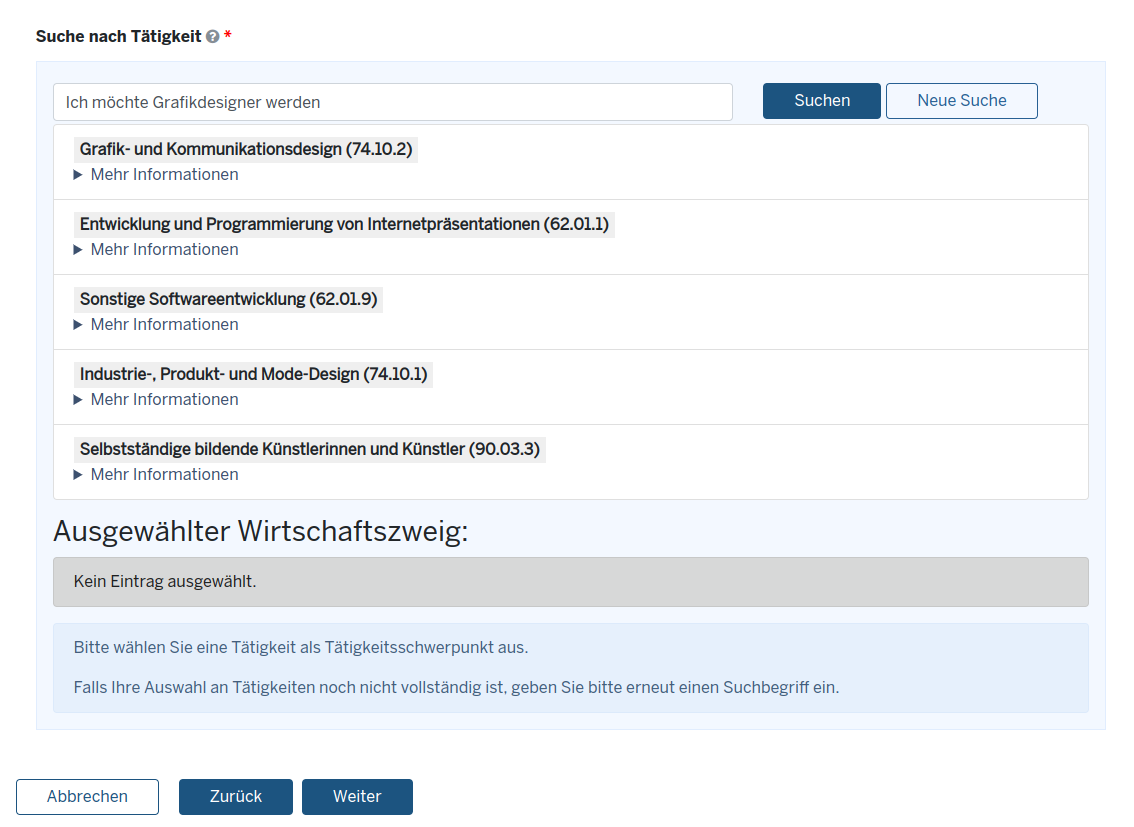 Suche nach Tätigkeit ? *
Ich möchte Grafikdesigner werden
Suchen
Neue Suche
Grafik- und Kommunikationsdesign (74.10.2)
Mehr Informationen
Entwicklung und Programmierung von Internetpräsentationen (62.01.1)
Mehr Informationen
Sonstige Softwareentwicklung (62.01.9)
Mehr Informationen
Industrie-, Produkt- und Mode-Design (74.10.1)
Mehr Informationen
Selbstständige bildende Künstlerinnen und Künstler (90.03.3)
Mehr Informationen
Ausgewählter Wirtschaftszweig:
Kein Eintrag ausgewählt.
Bitte wählen Sie eine Tätigkeit als Tätigkeitsschwerpunkt aus.
Falls Ihre Auswahl an Tätigkeiten noch nicht vollständig ist, geben Sie bitte erneut einen Suchbegriff ein.
Abbrechen
Zurück
Weiter